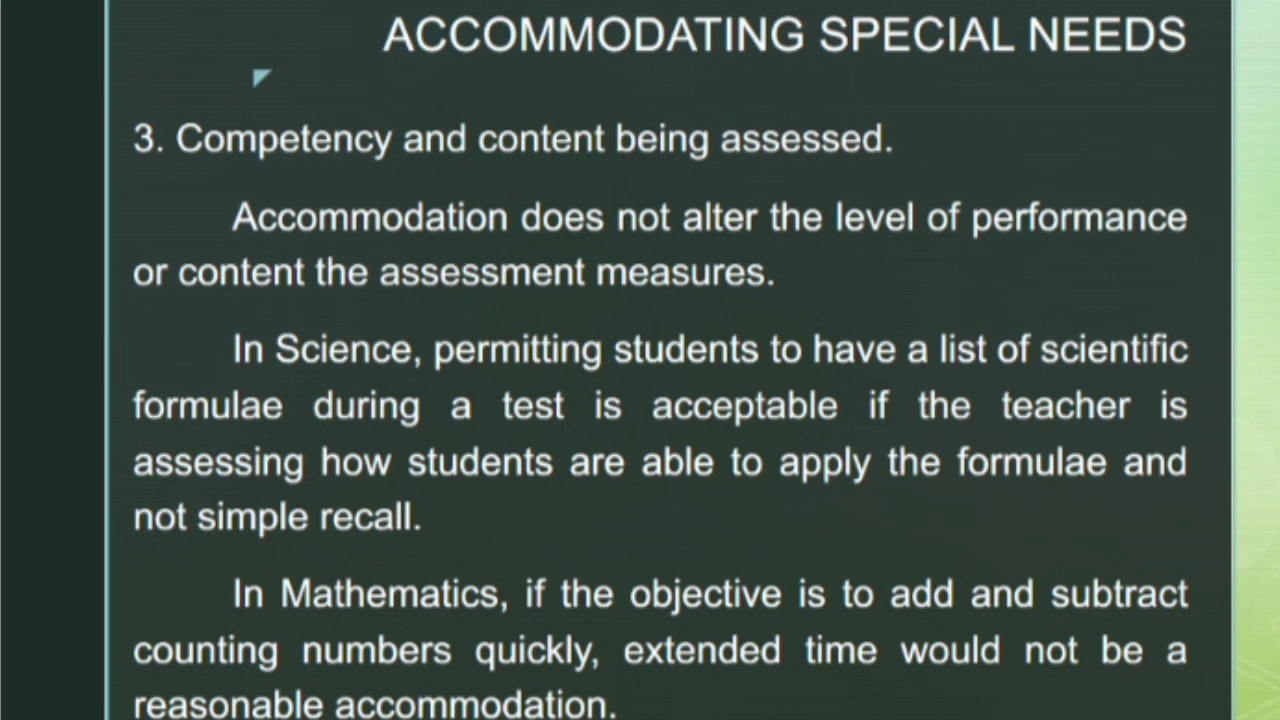 ACCOMMODATING SPECIAL NEEDS
3. Competency and content being assessed.
Accommodation does not alter the level of performance
or content the assessment measures.
In Science, permitting students to have a list of scientific
formulae during a test is acceptable if the teacher is
assessing how students are able to apply the formulae and
not simple recall.
In Mathematics, if the objective is to add and subtract
counting numbers quickly, extended time would not be a
reasonable accommodation.